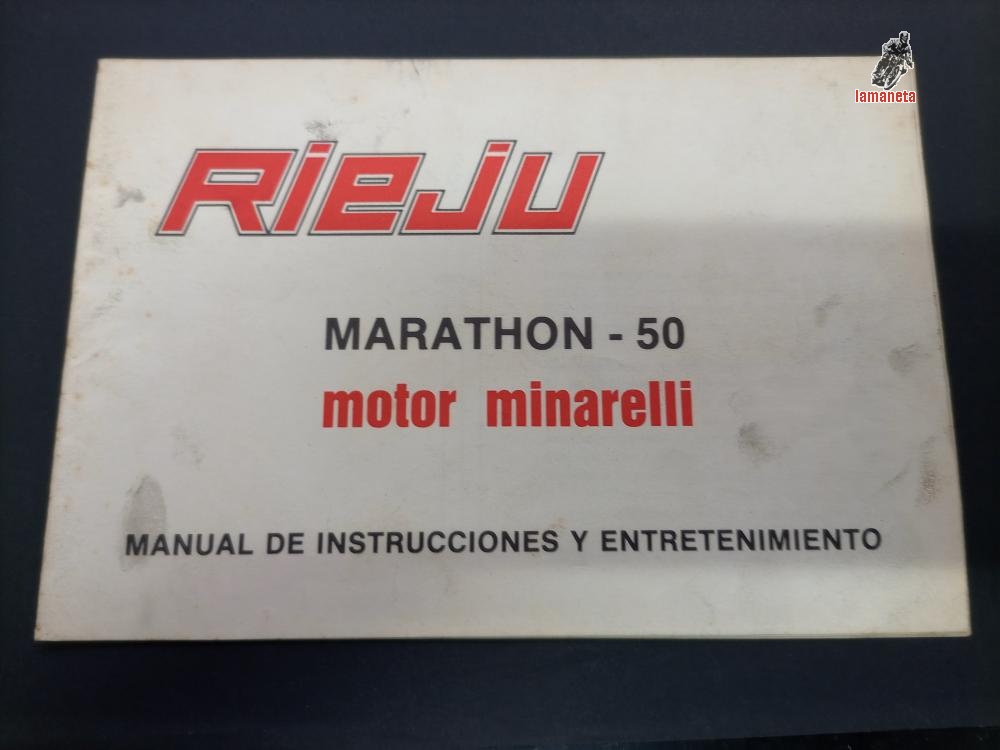 lamaneta
RIEJU
MARATHON - 50
motor minarelli
MANUAL DE INSTRUCCIONES Y ENTRETENIMIENTO